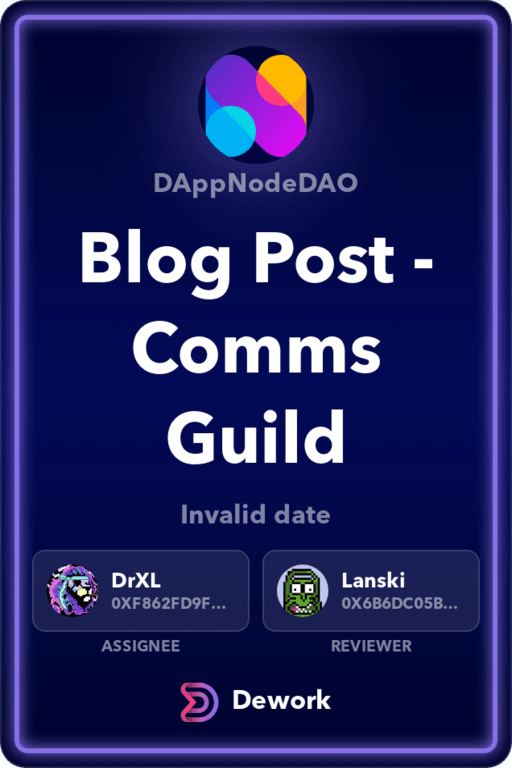 DAppNodeDAO
Blog Post -
Comms
Guild
Invalid date
DrXL
0XF862FD9F...
Lanski
0X6B6DC05B...
ASSIGNEE
REVIEWER
Dework